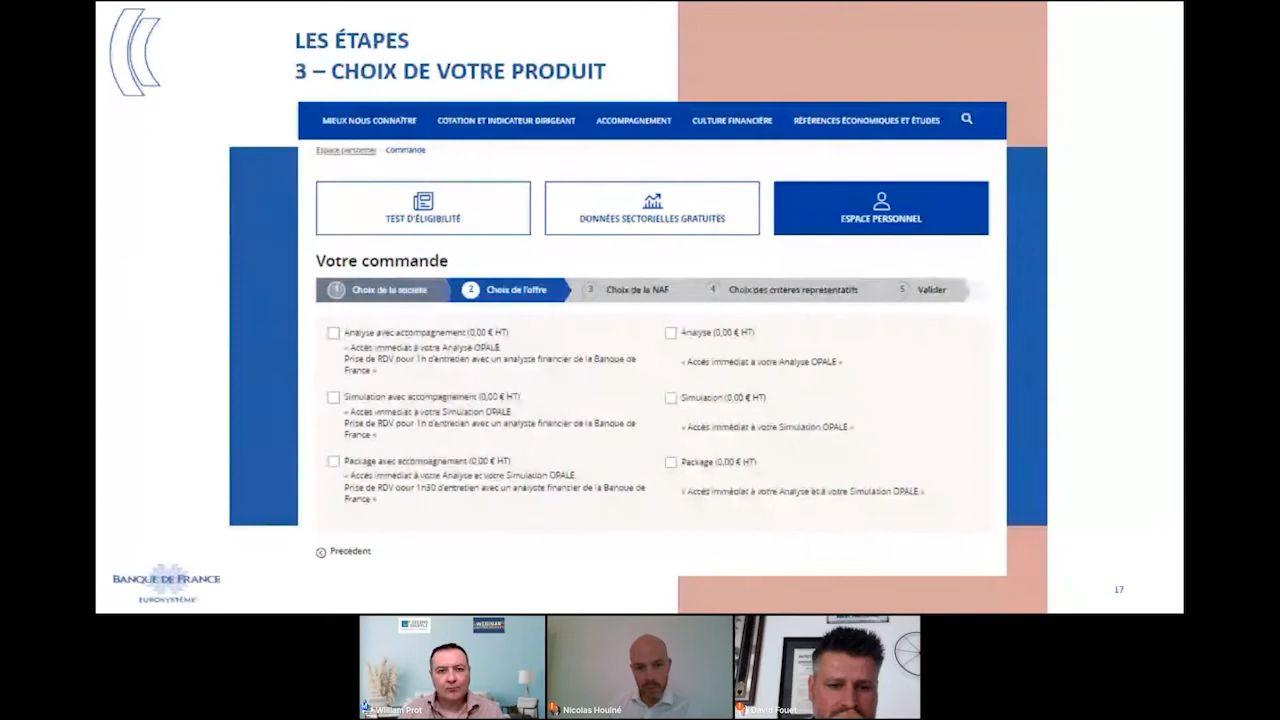 LES ÉTAPES
3 – CHOIX DE VOTRE PRODUIT
MIEUX NOUS CONNAÎTRE
COTATION ET INDICATEUR DIRIGEANT
ACCOMPAGNEMENT
CULTURE FINANCIÈRE
RÉFÉRENCES ÉCONOMIQUES ET ÉTUDES
Espace personnel Commande
TEST D'ÉLIGIBILITÉ
DONNÉES SECTORIELLES GRATUITES
ESPACE PERSONNEL
Votre commande
1 Choix de la société
2 Choix de l'offre
3 Choix de la NAF
4 Choix des critères représentatifs
5 Valider
Analyse avec accompagnement (0,00 € HT)
« Accès immédiat à votre Analyse OPALE
Prise de RDV pour 1h d'entretien avec un analyste financier de la Banque de
France »
Analyse (0,00 € HT)
« Accès immédiat à votre Analyse OPALE »
Simulation avec accompagnement (0,00 € HT)
« Accès immédiat à votre Simulation OPALE
Prise de RDV pour 1h d'entretien avec un analyste financier de la Banque de
France »
Simulation (0,00 € HT)
« Accès immédiat à votre Simulation OPALE »
Package avec accompagnement (0,00 € HT)
« Accès immédiat à votre Analyse et votre Simulation OPALE
Prise de RDV pour 1h30 d'entretien avec un analyste financier de la Banque de
France »
Package (0,00 € HT)
« Accès immédiat à votre Analyse et à votre Simulation OPALE »
Précédent
BANQUE DE FRANCE
EUROSYSTÈME
17
SECOND SOUFFLE
WEBINAR
William Prot
Nicolas Houiné
David Fouet